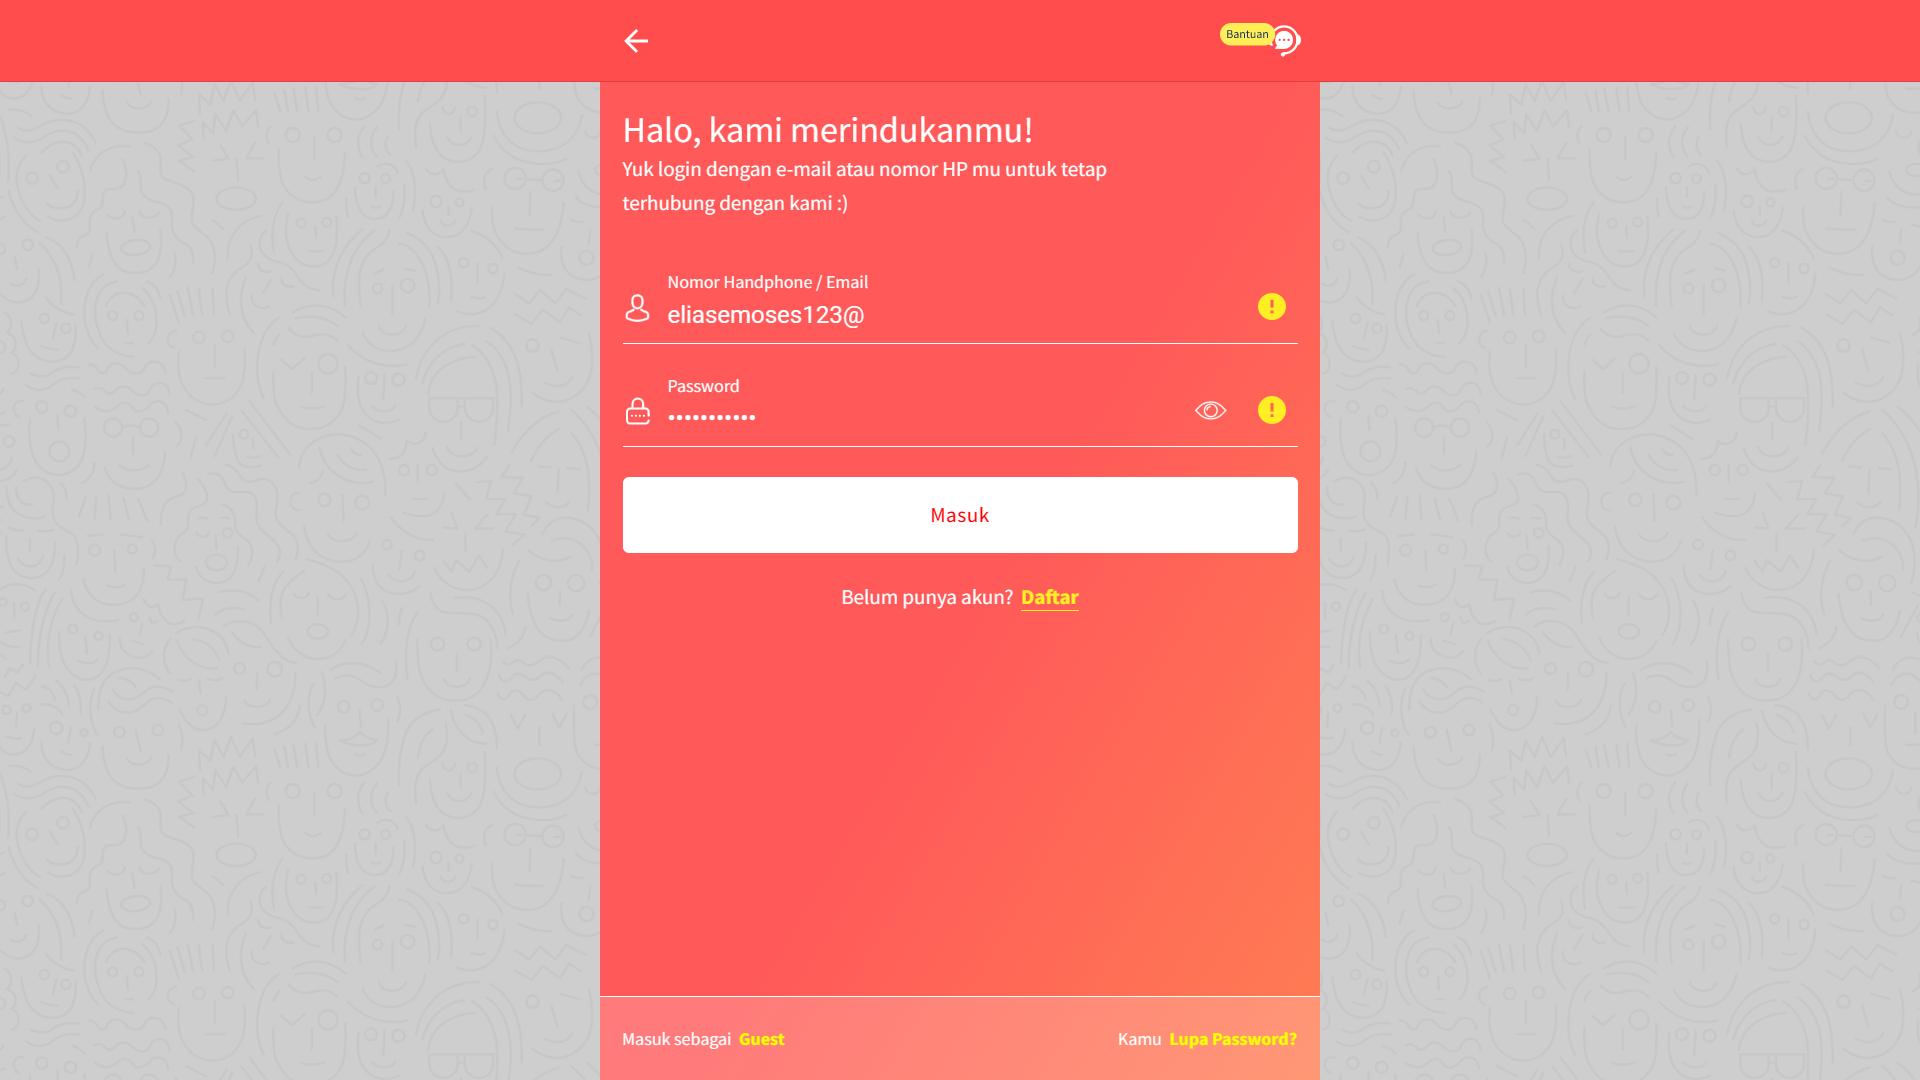 Bantuan
Halo, kami merindukanmu!
Yuk login dengan e-mail atau nomor HP mu untuk tetap
terhubung dengan kami :)
Nomor Handphone / Email
eliasemoses123@
Password
•••••••••••
Masuk
Belum punya akun? Daftar
Masuk sebagai Guest
Kamu Lupa Password?